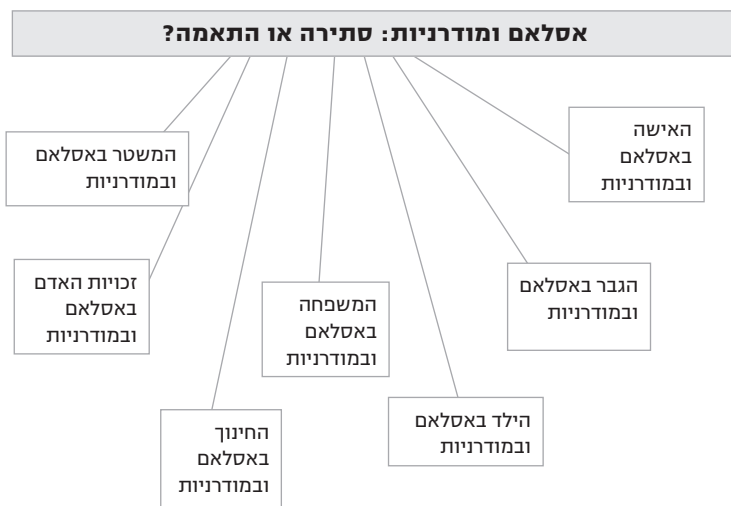 אסלאם ומודרניות: סתירה או התאמה?
האישה
באסלאם
ובמודרניות
המשטר באסלאם
ובמודרניות
הגבר באסלאם
ובמודרניות
זכויות האדם
באסלאם
ובמודרניות
המשפחה
באסלאם
ובמודרניות
הילד באסלאם
ובמודרניות
החינוך
באסלאם
ובמודרניות